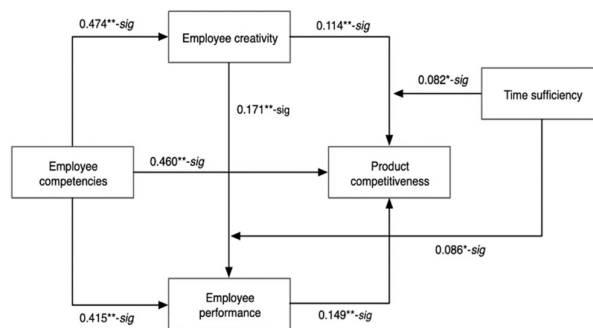 0.474**-sig
Employee creativity
0.114**-sig
0.082*-sig
Time sufficiency
0.171**-sig
Employee
competencies
0.460**-sig
Product
competitiveness
0.086*-sig
0.415**-sig
Employee
performance
0.149**-sig